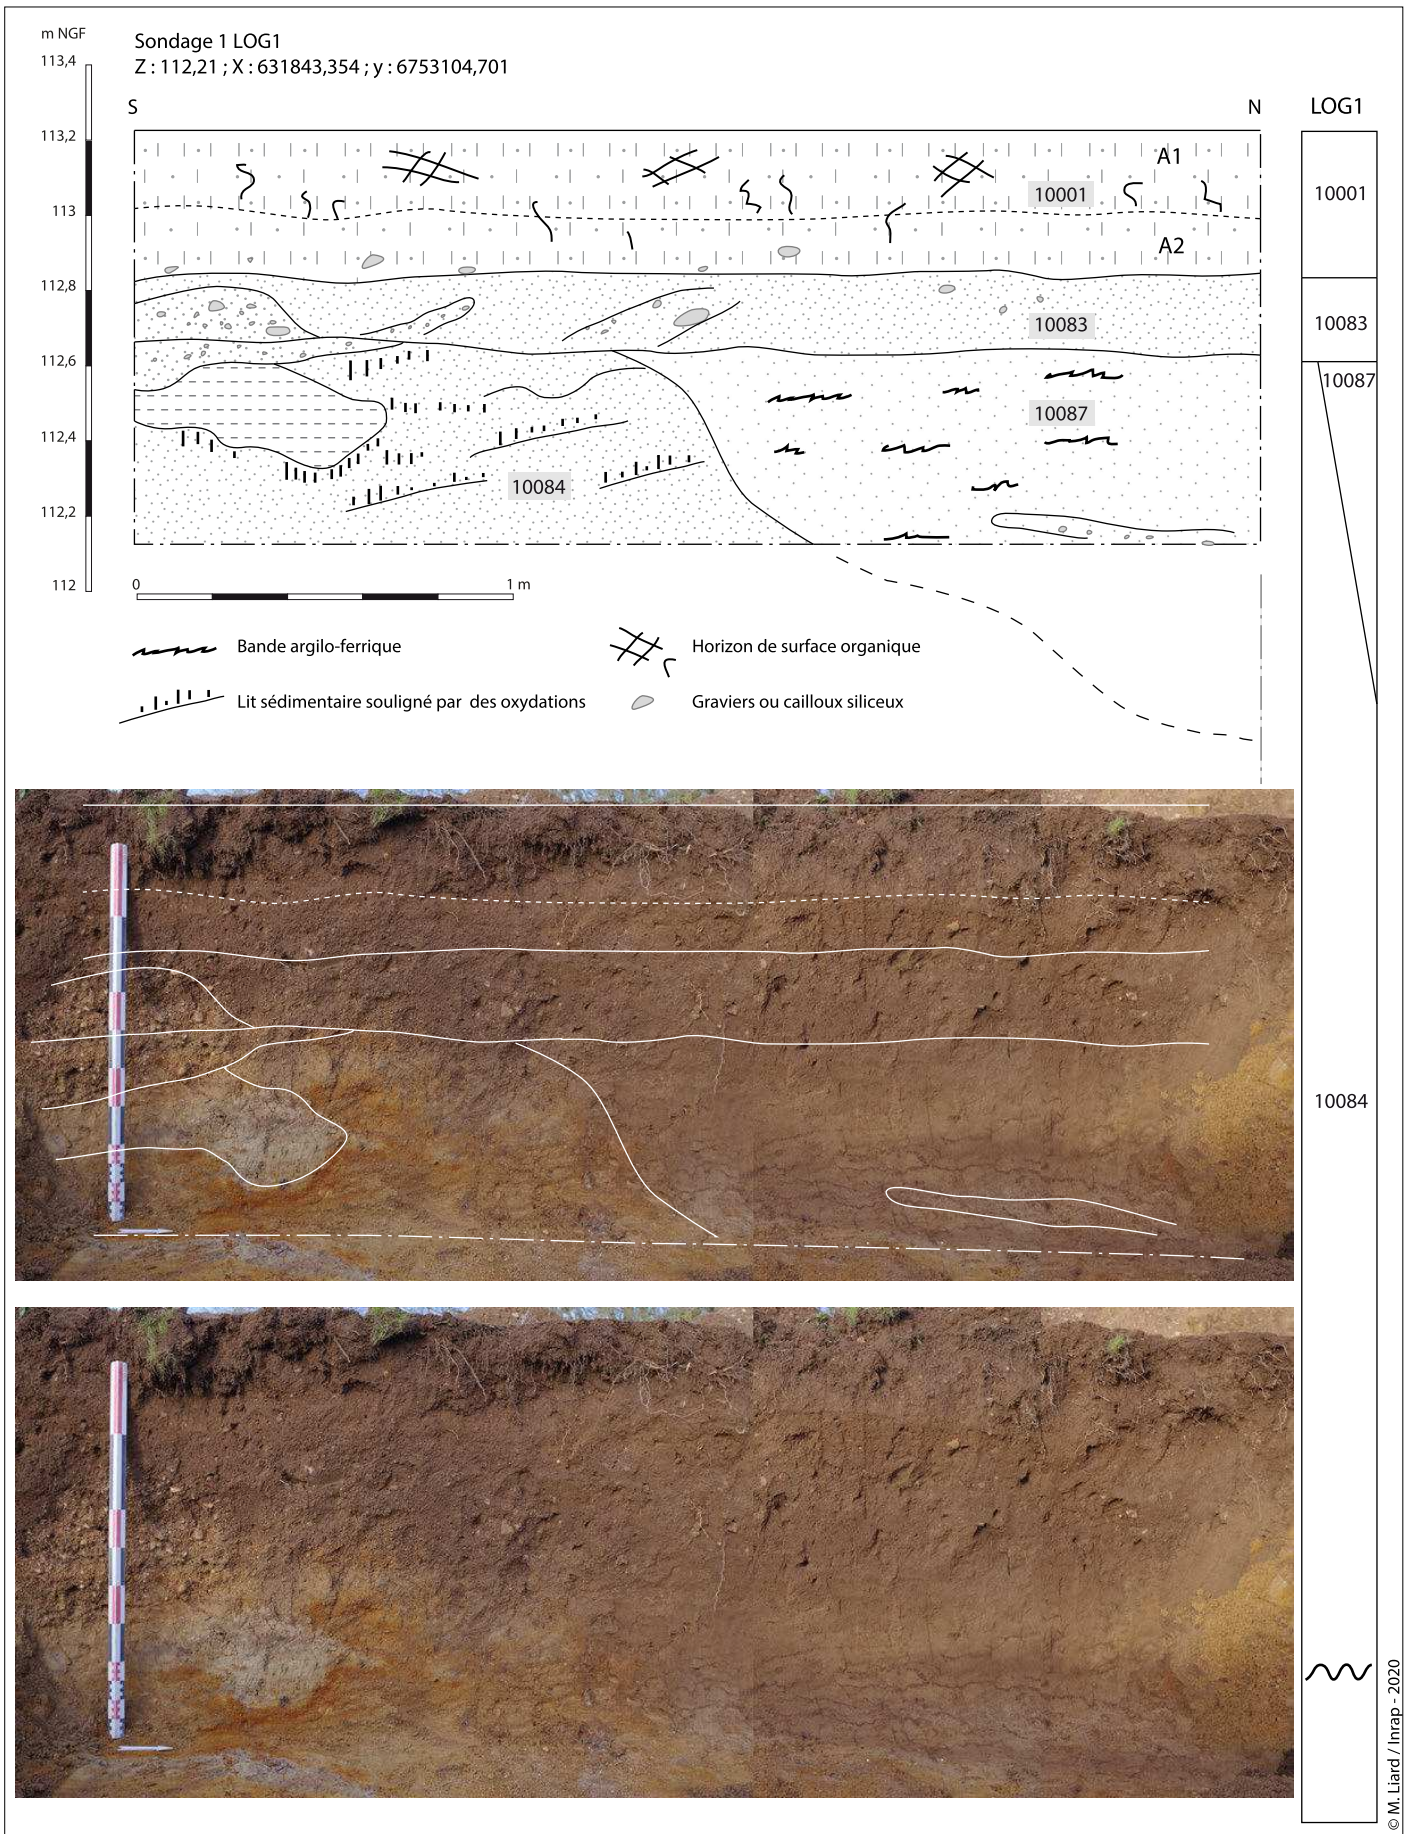 m NGF
Sondage 1 LOG1
Z : 112,21 ; X : 631843,354 ; y : 6753104,701
113,4
S
N
LOG1
113,2
A1
10001
10001
113
A2
112,8
10083
10083
112,6
10087
10087
112,4
10084
112,2
112
0
1 m
Bande argilo-ferrique
Horizon de surface organique
Lit sédimentaire souligné par des oxydations
Graviers ou cailloux siliceux
10084
© M. Liard / Inrap - 2020